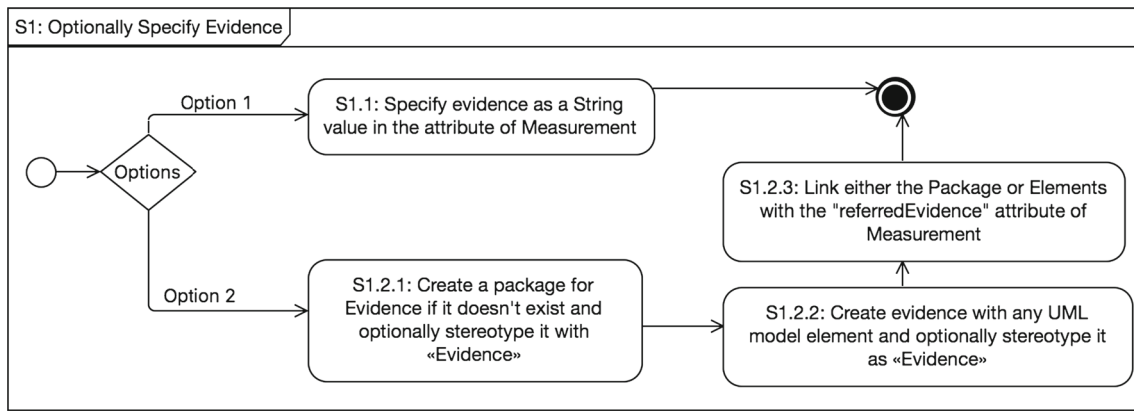 S1: Optionally Specify Evidence
Option 1
S1.1: Specify evidence as a String
value in the attribute of Measurement
Options
S1.2.3: Link either the Package or Elements
with the "referredEvidence" attribute of
Measurement
Option 2
S1.2.1: Create a package for
Evidence if it doesn't exist and
optionally stereotype it with
«Evidence»
S1.2.2: Create evidence with any UML
model element and optionally stereotype it
as «Evidence»